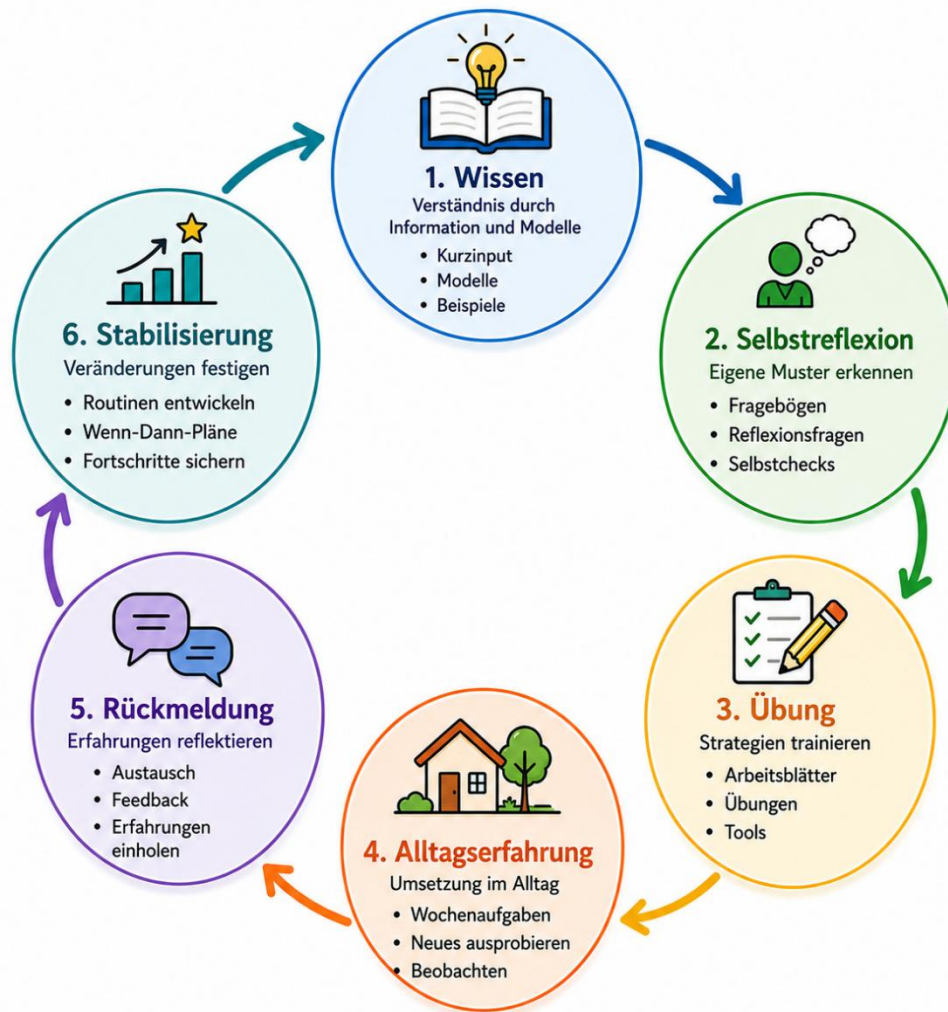 1. Wissen
Verständnis durch
Information und Modelle
• Kurzinput
• Modelle
• Beispiele
2. Selbstreflexion
Eigene Muster erkennen
• Fragebögen
• Reflexionsfragen
• Selbstchecks
3. Übung
Strategien trainieren
• Arbeitsblätter
• Übungen
• Tools
4. Alltagserfahrung
Umsetzung im Alltag
• Wochenaufgaben
• Neues ausprobieren
• Beobachten
5. Rückmeldung
Erfahrungen reflektieren
• Austausch
• Feedback
• Erfahrungen
einholen
6. Stabilisierung
Veränderungen festigen
• Routinen entwickeln
• Wenn-Dann-Pläne
• Fortschritte sichern